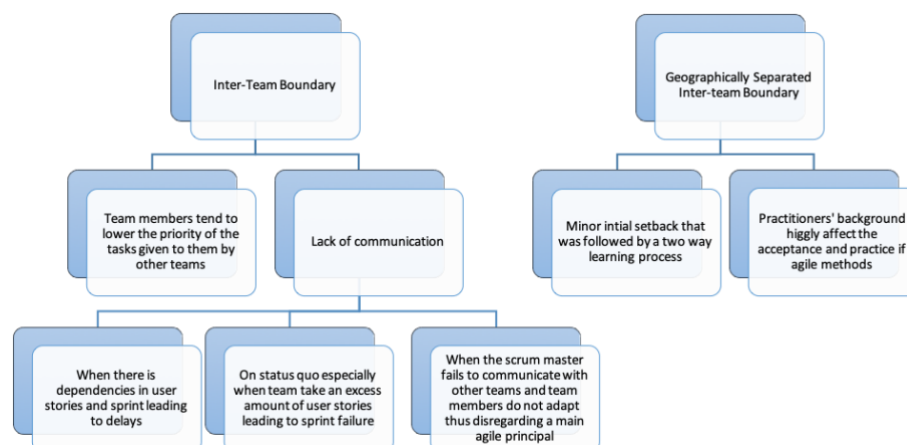 Inter-Team Boundary
Geographically Separated
Inter-team Boundary
Team members tend to
lower the priority of the
tasks given to them by
other teams
Lack of communication
Minor intial setback that
was followed by a two way
learning process
Practitioners' background
higgly affect the
acceptance and practice if
agile methods
When there is
dependencies in user
stories and sprint leading
to delays
On status quo especially
when team take an excess
amount of user stories
leading to sprint failure
When the scrum master
fails to communicate with
other teams and team
members do not adapt
thus disregarding a main
agile principal